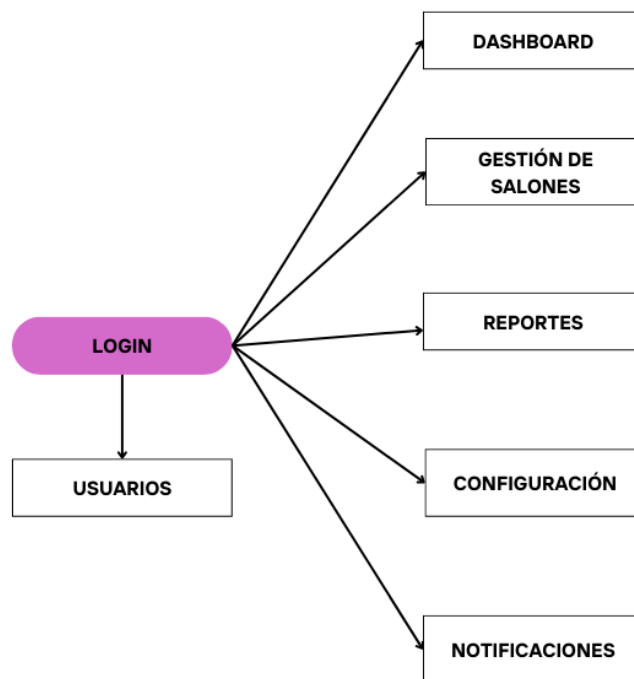 DASHBOARD
GESTIÓN DE
SALONES
REPORTES
LOGIN
USUARIOS
CONFIGURACIÓN
NOTIFICACIONES